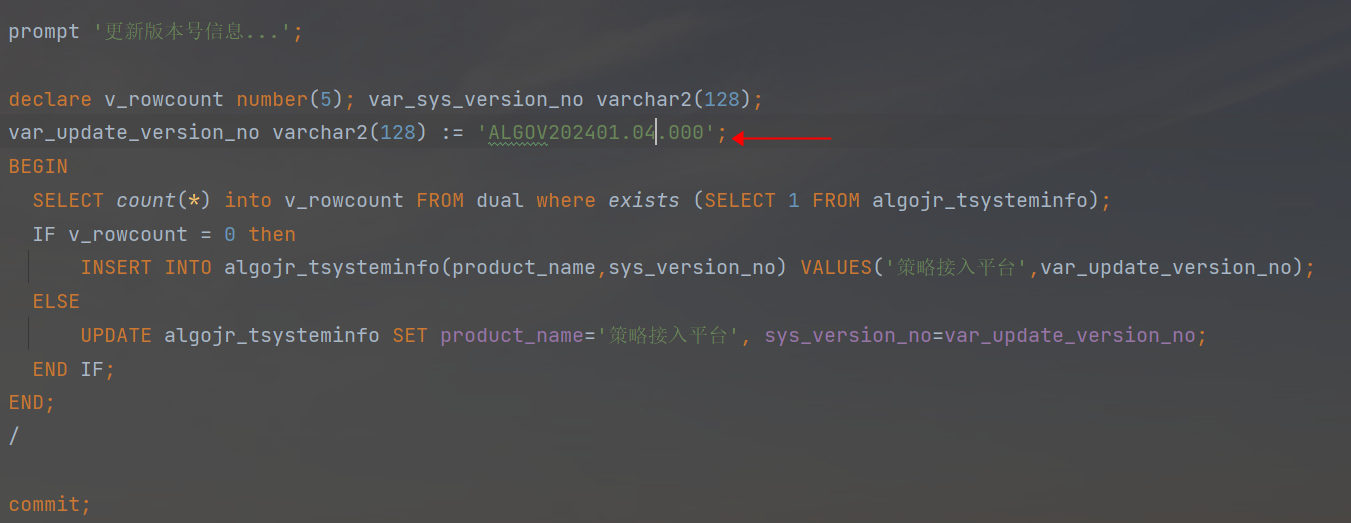 prompt '更新版本号信息...';
declare v_rowcount number(5); var_sys_version_no varchar2(128);
var_update_version_no varchar2(128) := 'ALGOV202401.04.000';
BEGIN
SELECT count(*) into v_rowcount FROM dual where exists (SELECT 1 FROM algojr_tsysteminfo);
IF v_rowcount = 0 then
INSERT INTO algojr_tsysteminfo(product_name,sys_version_no) VALUES('策略接入平台',var_update_version_no);
ELSE
UPDATE algojr_tsysteminfo SET product_name='策略接入平台', sys_version_no=var_update_version_no;
END IF;
END;
/
commit;